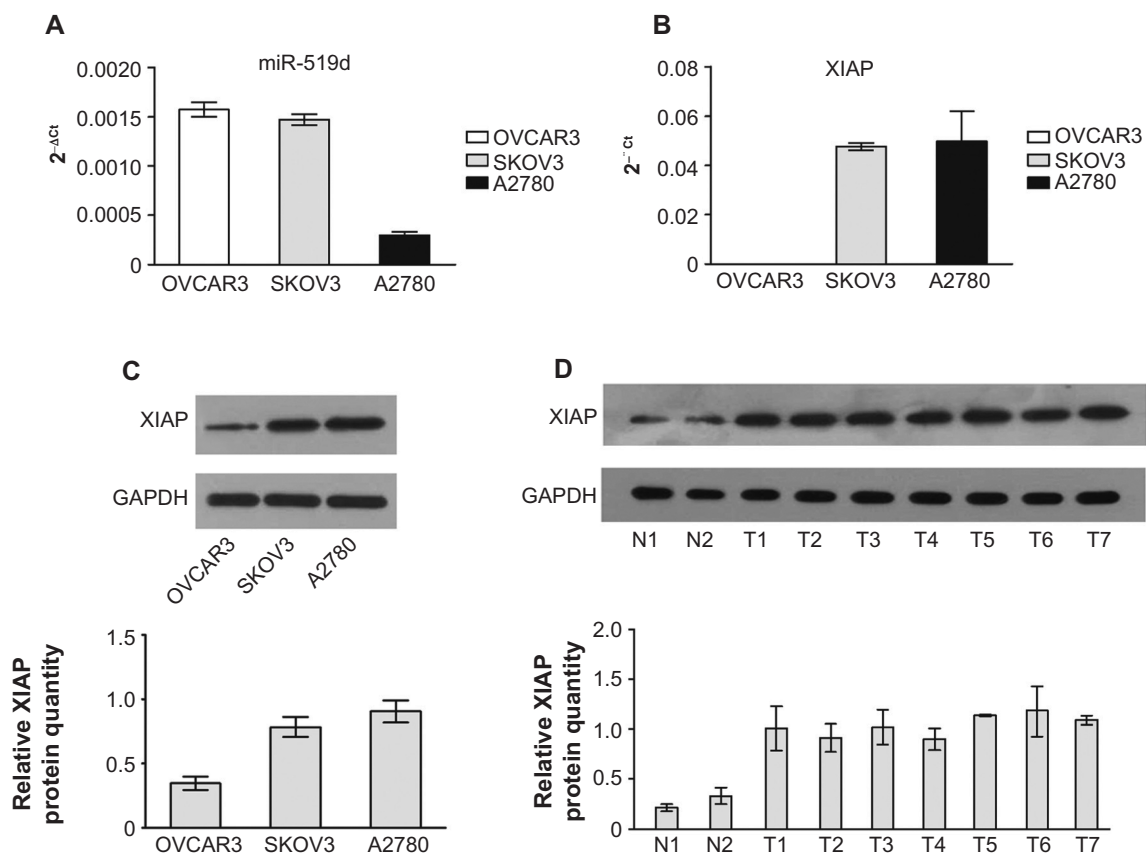 A
miR-519d
2⁻ΔCt
0.0020
0.0015
0.0010
0.0005
0
OVCAR3
SKOV3
A2780
OVCAR3
SKOV3
A2780
B
XIAP
2⁻¨ Ct
0.08
0.06
0.04
0.02
0
OVCAR3
SKOV3
A2780
OVCAR3
SKOV3
A2780
C
XIAP
GAPDH
OVCAR3
SKOV3
A2780
Relative XIAP
protein quantity
1.5
1.0
0.5
0
OVCAR3
SKOV3
A2780
D
XIAP
GAPDH
N1 N2 T1 T2 T3 T4 T5 T6 T7
Relative XIAP
protein quantity
2.0
1.5
1.0
0.5
0
N1 N2 T1 T2 T3 T4 T5 T6 T7